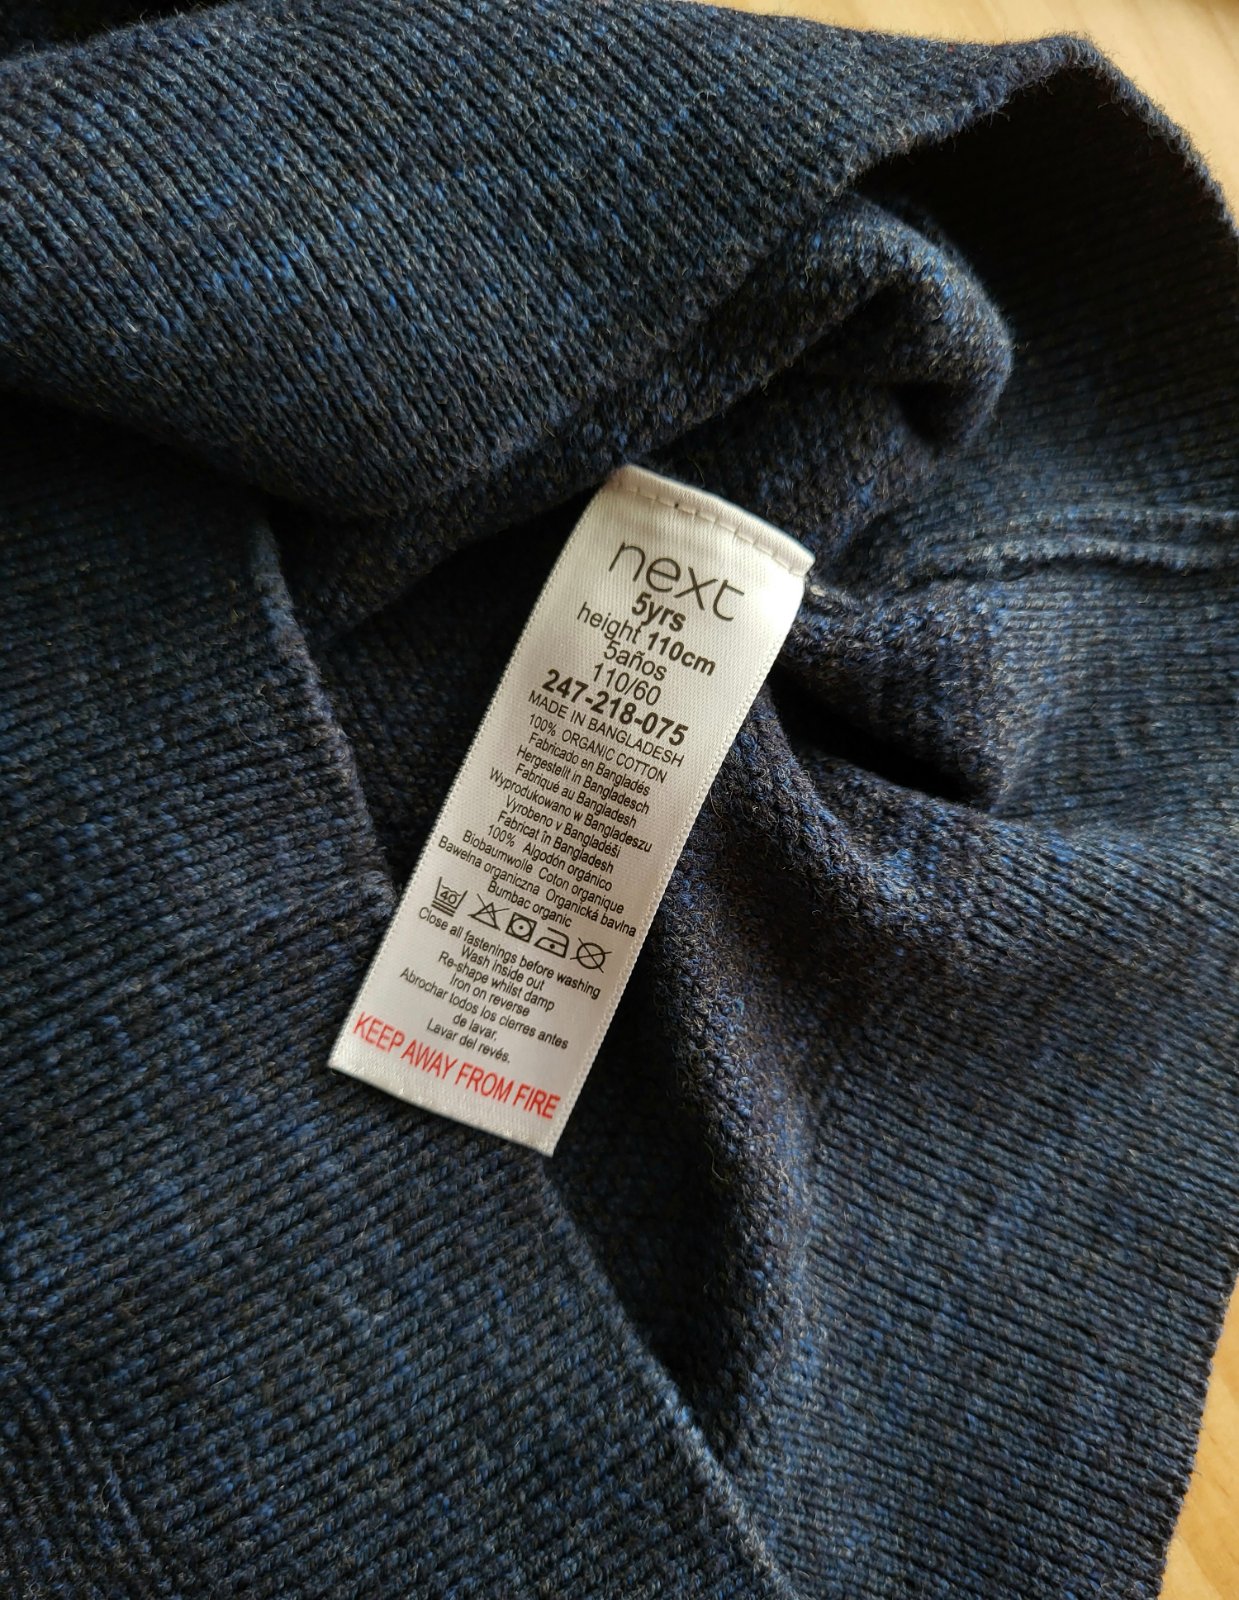 next
5yrs
height 110cm
5años
110/60
247-218-075
MADE IN BANGLADESH
100% ORGANIC COTTON
Fabricado en Bangladés
Hergestellt in Bangladesch
Fabriqué au Bangladesh
Wyprodukowano w Bangladeszu
Vyrobeno v Bangladéši
Fabricat în Bangladesh
100% Algodón orgánico
Biobaumwolle Coton organique
Bawełna organiczna Organická bavlna
Bumbac organic
40
Close all fastenings before washing
Wash inside out
Re-shape whilst damp
Iron on reverse
Abrochar todos los cierres antes
de lavar.
Lavar del revés.
KEEP AWAY FROM FIRE